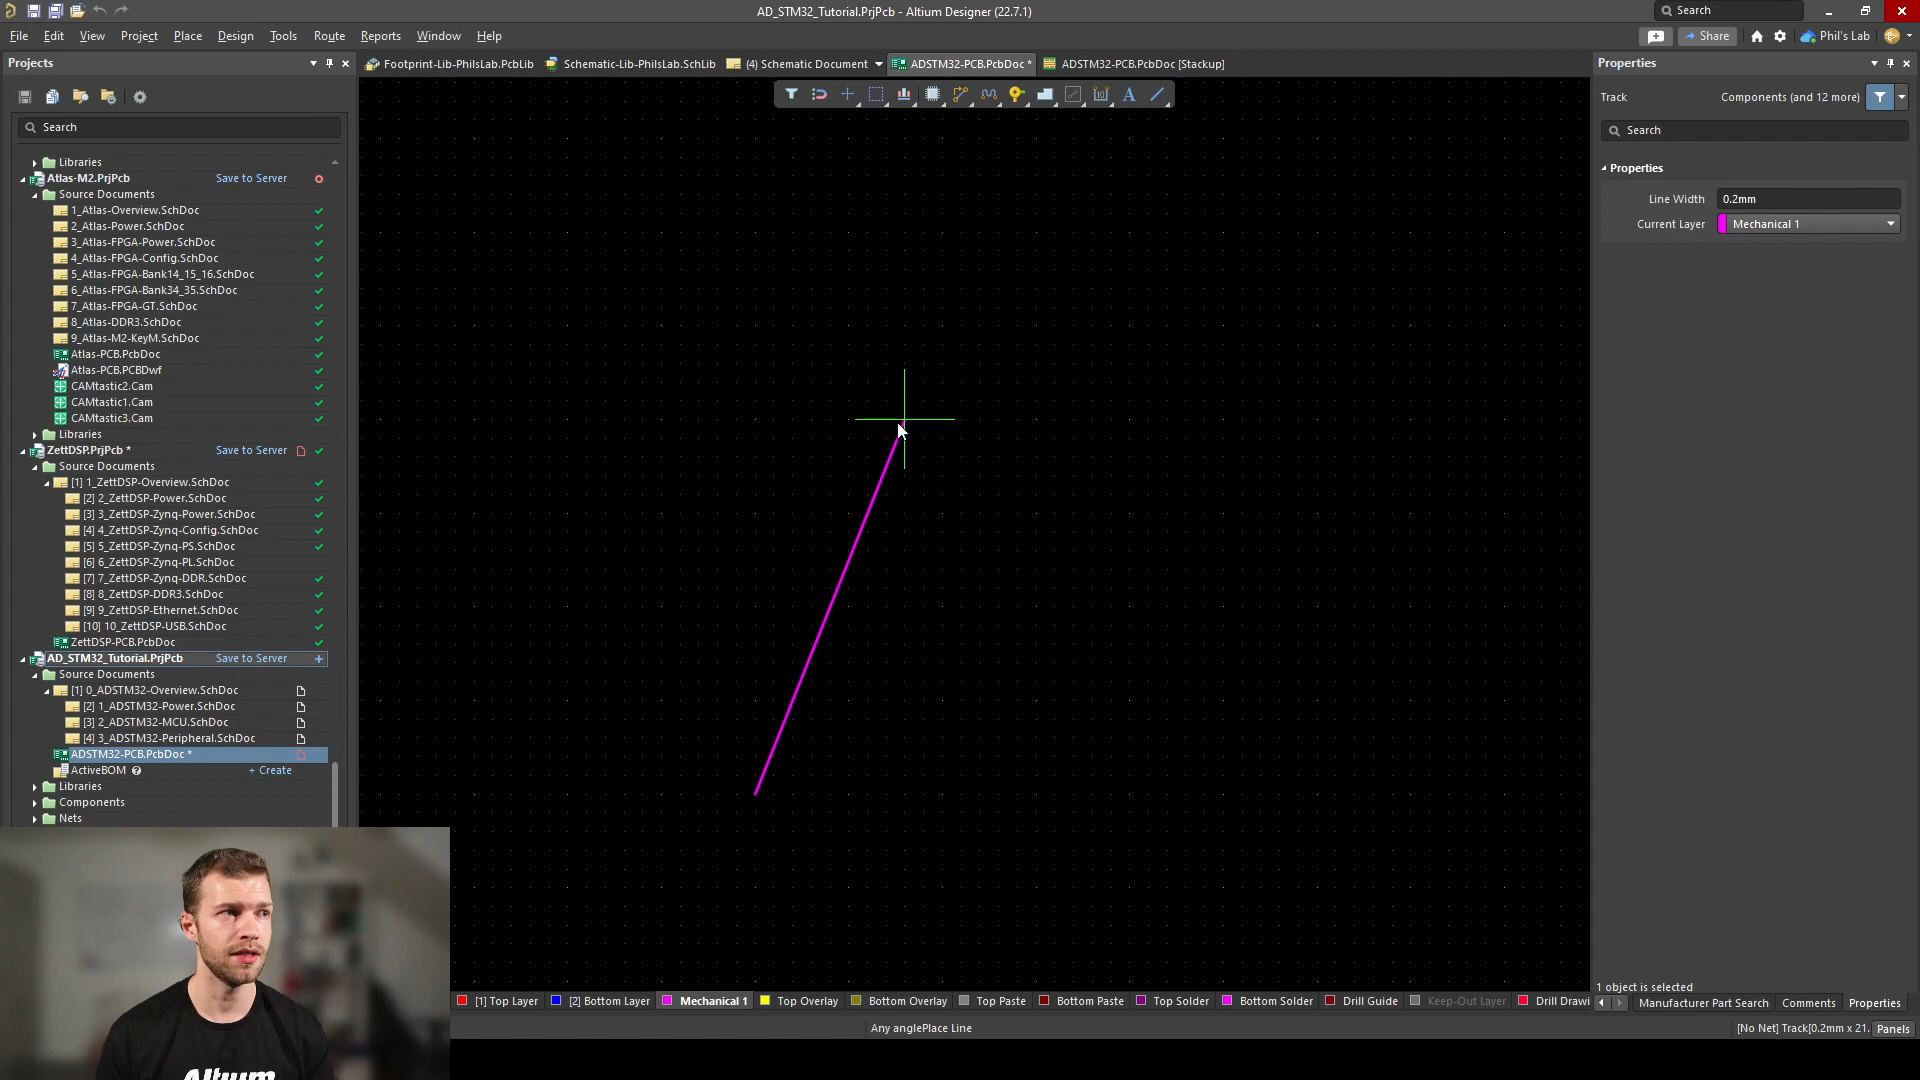 AD_STM32_Tutorial.PrjPcb - Altium Designer (22.7.1)
Search
File Edit View Project Place Design Tools Route Reports Window Help
Share
Phil's Lab
Projects
Footprint-Lib-PhilsLab.PcbLib
Schematic-Lib-PhilsLab.SchLib
(4) Schematic Document
ADSTM32-PCB.PcbDoc *
ADSTM32-PCB.PcbDoc [Stackup]
Properties
Track
Components (and 12 more)
Search
Search
Properties
Line Width 0.2mm
Current Layer Mechanical 1
Libraries
Atlas-M2.PrjPcb Save to Server
Source Documents
1_Atlas-Overview.SchDoc
2_Atlas-Power.SchDoc
3_Atlas-FPGA-Power.SchDoc
4_Atlas-FPGA-Config.SchDoc
5_Atlas-FPGA-Bank14_15_16.SchDoc
6_Atlas-FPGA-Bank34_35.SchDoc
7_Atlas-FPGA-GT.SchDoc
8_Atlas-DDR3.SchDoc
9_Atlas-M2-KeyM.SchDoc
Atlas-PCB.PcbDoc
Atlas-PCB.PCBDwf
CAMtastic2.Cam
CAMtastic1.Cam
CAMtastic3.Cam
Libraries
ZettDSP.PrjPcb * Save to Server
Source Documents
[1] 1_ZettDSP-Overview.SchDoc
[2] 2_ZettDSP-Power.SchDoc
[3] 3_ZettDSP-Zynq-Power.SchDoc
[4] 4_ZettDSP-Zynq-Config.SchDoc
[5] 5_ZettDSP-Zynq-PS.SchDoc
[6] 6_ZettDSP-Zynq-PL.SchDoc
[7] 7_ZettDSP-Zynq-DDR.SchDoc
[8] 8_ZettDSP-DDR3.SchDoc
[9] 9_ZettDSP-Ethernet.SchDoc
[10] 10_ZettDSP-USB.SchDoc
ZettDSP-PCB.PcbDoc
AD_STM32_Tutorial.PrjPcb Save to Server
Source Documents
[1] 0_ADSTM32-Overview.SchDoc
[2] 1_ADSTM32-Power.SchDoc
[3] 2_ADSTM32-MCU.SchDoc
[4] 3_ADSTM32-Peripheral.SchDoc
ADSTM32-PCB.PcbDoc *
ActiveBOM + Create
Libraries
Components
Nets
Altium
1 object is selected
[1] Top Layer [2] Bottom Layer Mechanical 1 Top Overlay Bottom Overlay Top Paste Bottom Paste Top Solder Bottom Solder Drill Guide Keep-Out Layer Drill Drawi
Manufacturer Part Search Comments Properties
Any anglePlace Line
[No Net] Track[0.2mm x 21.
Panels